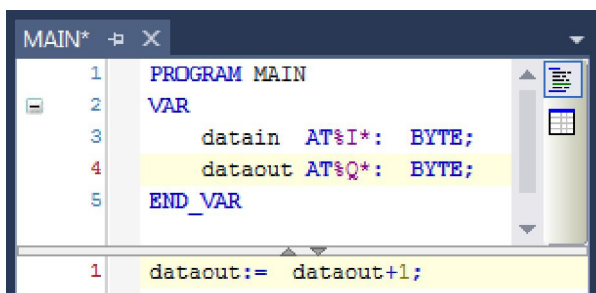 MAIN*
1 PROGRAM MAIN
2 VAR
3 datain AT%I*: BYTE;
4 dataout AT%Q*: BYTE;
5 END_VAR
1 dataout:= dataout+1;